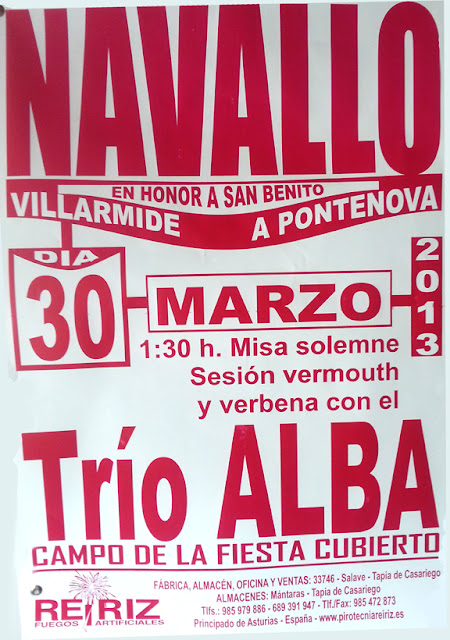 NAVALLO
EN HONOR A SAN BENITO
VILLARMIDE A PONTENOVA
DIA
30 MARZO 2013
1:30 h. Misa solemne
Sesión vermouth
y verbena con el
Trío ALBA
CAMPO DE LA FIESTA CUBIERTO
REIRIZ
FUEGOS ARTIFICIALES
FÁBRICA, ALMACÉN, OFICINA Y VENTAS: 33746 - Salave - Tapia de Casariego
ALMACENES: Mántaras - Tapia de Casariego
Tlfs.: 985 979 886 - 689 391 947 - Tlf./Fax: 985 472 873
Principado de Asturias - España - www.pirotecniareiriz.es